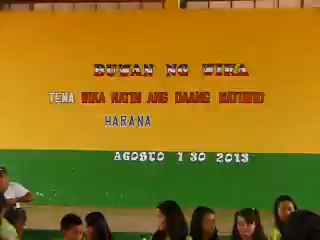 BUWAN NG WIKA
TEMA WIKA NATIN ANG DAANG MATUWID
HARANA
AGOSTO 1 30 2013